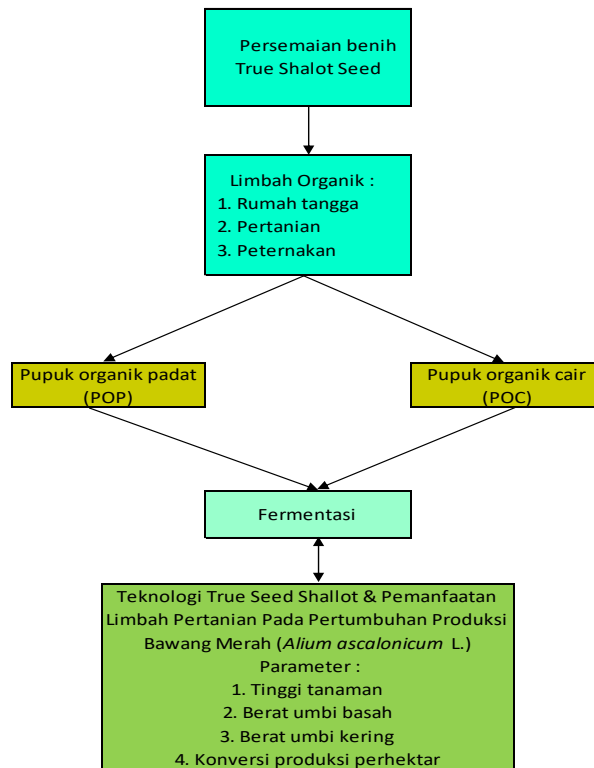 Persemaian benih
True Shalot Seed
Limbah Organik :
1. Rumah tangga
2. Pertanian
3. Peternakan
Pupuk organik padat
(POP)
Pupuk organik cair
(POC)
Fermentasi
Teknologi True Seed Shallot & Pemanfaatan
Limbah Pertanian Pada Pertumbuhan Produksi
Bawang Merah (Alium ascalonicum L.)
Parameter :
1. Tinggi tanaman
2. Berat umbi basah
3. Berat umbi kering
4. Konversi produksi perhektar